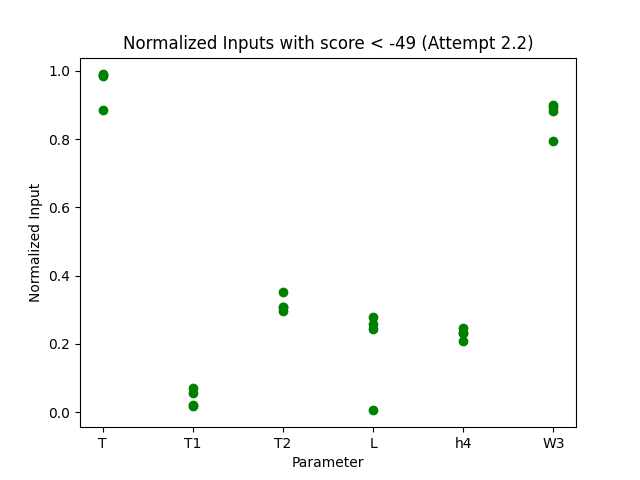 Normalized Inputs with score < -49 (Attempt 2.2)
1.0
0.8
0.6
0.4
0.2
0.0
Normalized Input
T T1 T2 L h4 W3
Parameter